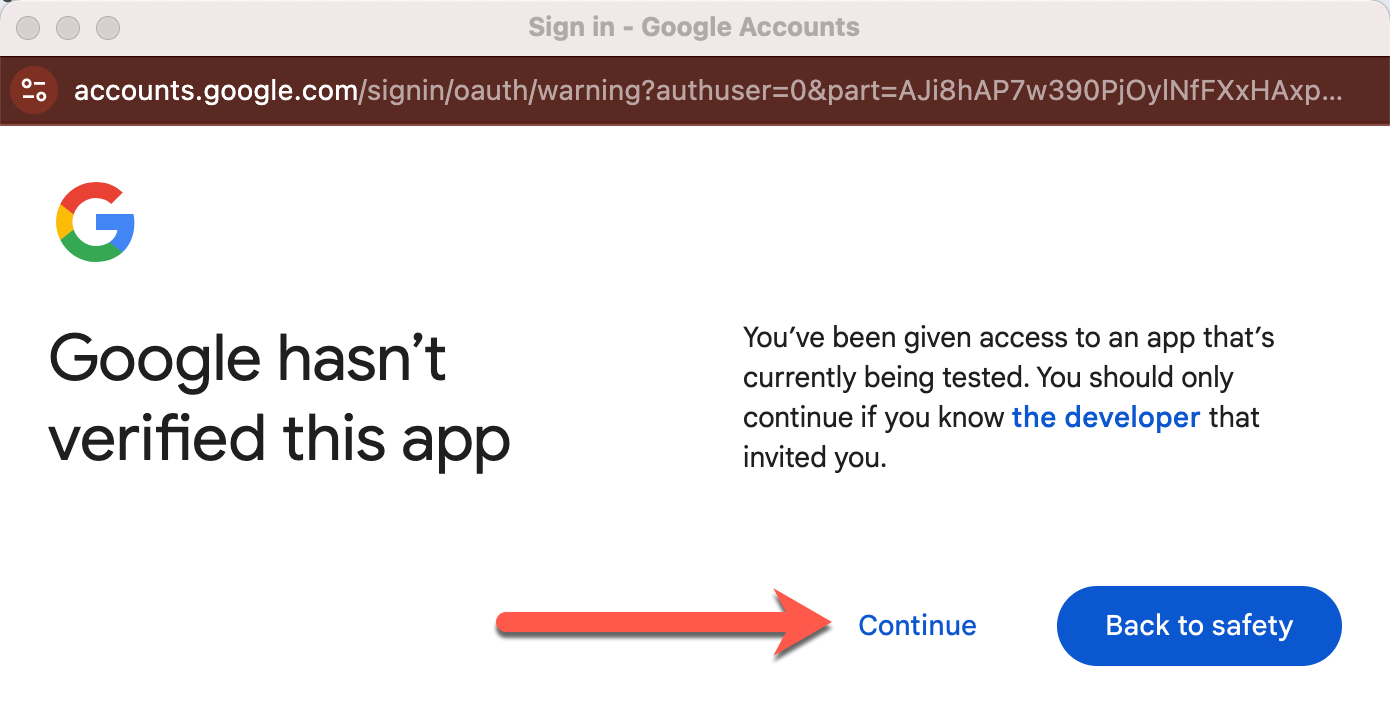 Sign in - Google Accounts
accounts.google.com/signin/oauth/warning?authuser=0&part=AJi8hAP7w390PjOylNfFXxHAxp...
Google hasn’t
verified this app
You’ve been given access to an app that’s
currently being tested. You should only
continue if you know the developer that
invited you.
Continue
Back to safety